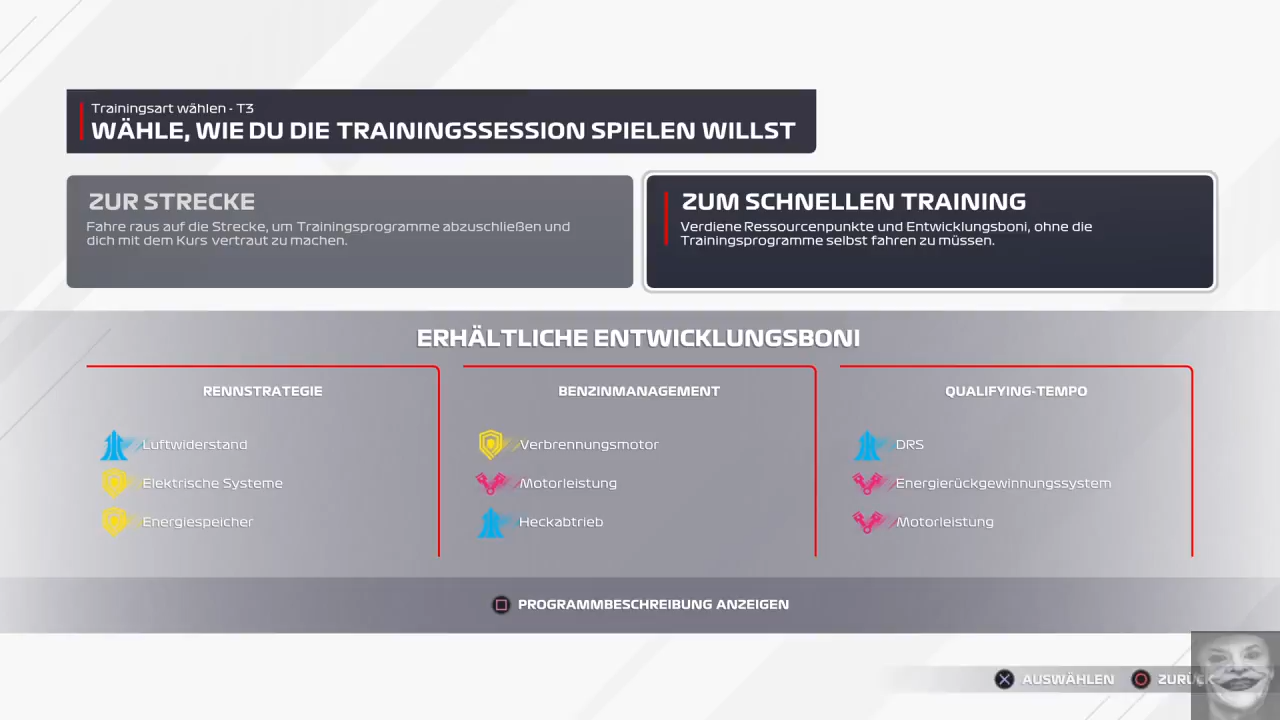 Trainingsart wählen - T3
WÄHLE, WIE DU DIE TRAININGSSESSION SPIELEN WILLST
ZUR STRECKE
Fahre raus auf die Strecke, um Trainingsprogramme abzuschließen und
dich mit dem Kurs vertraut zu machen.
ZUM SCHNELLEN TRAINING
Verdiene Ressourcenpunkte und Entwicklungsboni, ohne die
Trainingsprogramme selbst fahren zu müssen.
ERHÄLTLICHE ENTWICKLUNGSBONI
RENNSTRATEGIE
Luftwiderstand
Elektrische Systeme
Energiespeicher
BENZINMANAGEMENT
Verbrennungsmotor
Motorleistung
Heckabtrieb
QUALIFYING-TEMPO
DRS
Energierückgewinnungssystem
Motorleistung
PROGRAMMBESCHREIBUNG ANZEIGEN
AUSWÄHLEN ZURÜCK